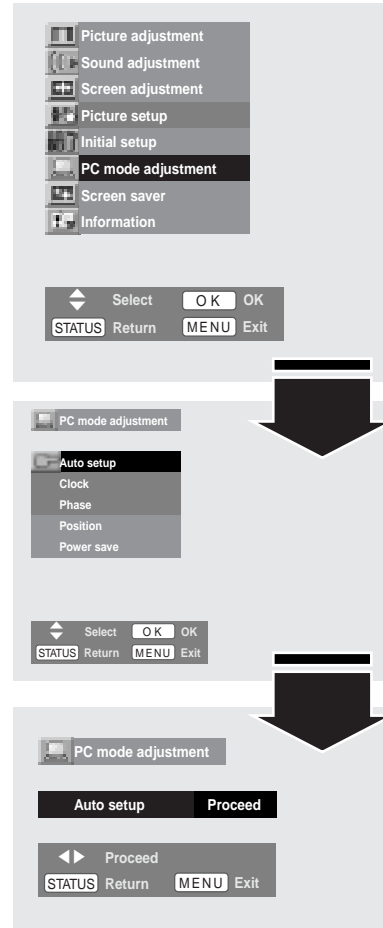 Picture adjustment
Sound adjustment
Screen adjustment
Picture setup
Initial setup
PC mode adjustment
Screen saver
Information
Select OK OK
STATUS Return MENU Exit
PC mode adjustment
Auto setup
Clock
Phase
Position
Power save
Select OK OK
STATUS Return MENU Exit
PC mode adjustment
Auto setup Proceed
Proceed
STATUS Return MENU Exit